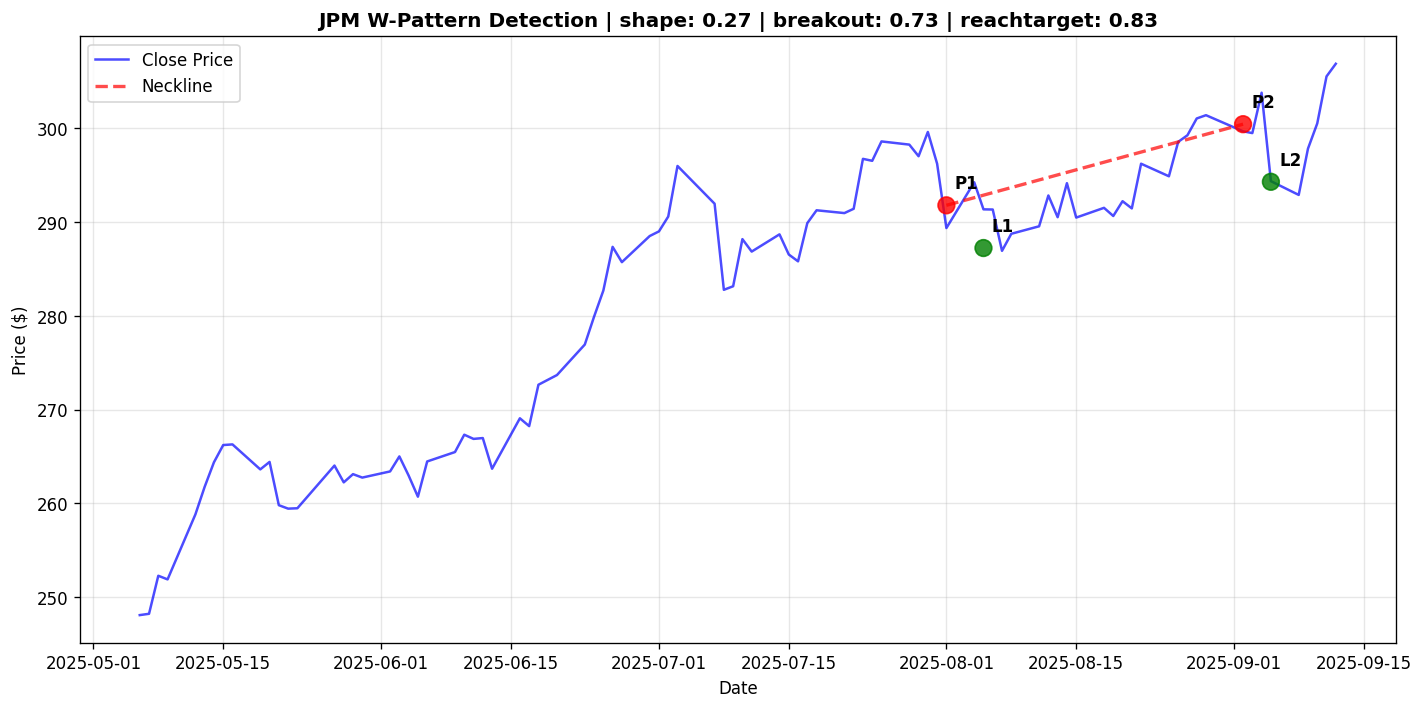 JPM W-Pattern Detection | shape: 0.27 | breakout: 0.73 | reachtarget: 0.83
Close Price
Neckline
P1
L1
P2
L2
Price ($)
300
290
280
270
260
250
2025-05-01 2025-05-15 2025-06-01 2025-06-15 2025-07-01 2025-07-15 2025-08-01 2025-08-15 2025-09-01 2025-09-15
Date